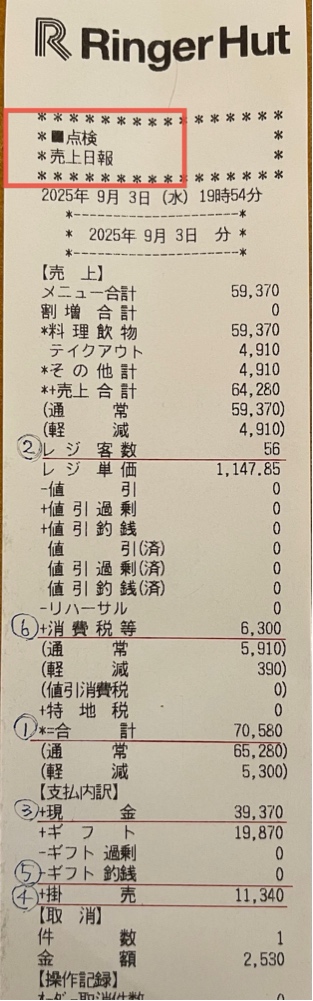 R RingerHut
* * * * * * * * * * * * * * * *
* ■点検 *
* 売上日報 *
* * * * * * * * * * * * * * * *
2025年 9月 3日 (水) 19時54分
*---------------------*
* 2025年 9月 3日 分 *
*---------------------*
【売 上】
メニュー合計 59,370
割増合計 0
*料理飲物 59,370
テイクアウト 4,910
*その他計 4,910
*+売上合計 64,280
(通 常 59,370)
(軽 減 4,910)
②レジ客数 56
レジ単価 1,147.85
-値 引 0
+値引過剰 0
+値引釣銭 0
値 引(済) 0
値引過剰(済) 0
値引釣銭(済) 0
-リハーサル 0
⑥+消費税等 6,300
(通 常 5,910)
(軽 減 390)
(値引消費税 0)
+特地税 0
①*=合 計 70,580
(通 常 65,280)
(軽 減 5,300)
【支払内訳】
③+現 金 39,370
+ギフト 19,870
-ギフト過剰 0
⑤-ギフト釣銭 0
④+掛 売 11,340
【取 消】
件 数 1
金 額 2,530
【操作記録】
オーダー取消件数 0